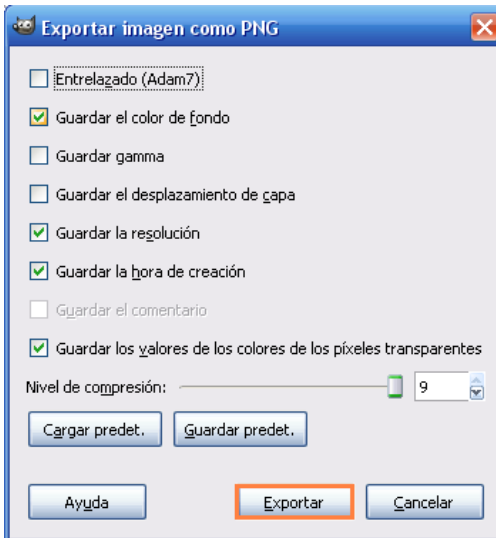 Exportar imagen como PNG
Entrelazado (Adam7)
Guardar el color de fondo
Guardar gamma
Guardar el desplazamiento de capa
Guardar la resolución
Guardar la hora de creación
Guardar el comentario
Guardar los valores de los colores de los píxeles transparentes
Nivel de compresión: 9
Cargar predet. Guardar predet.
Ayuda Exportar Cancelar